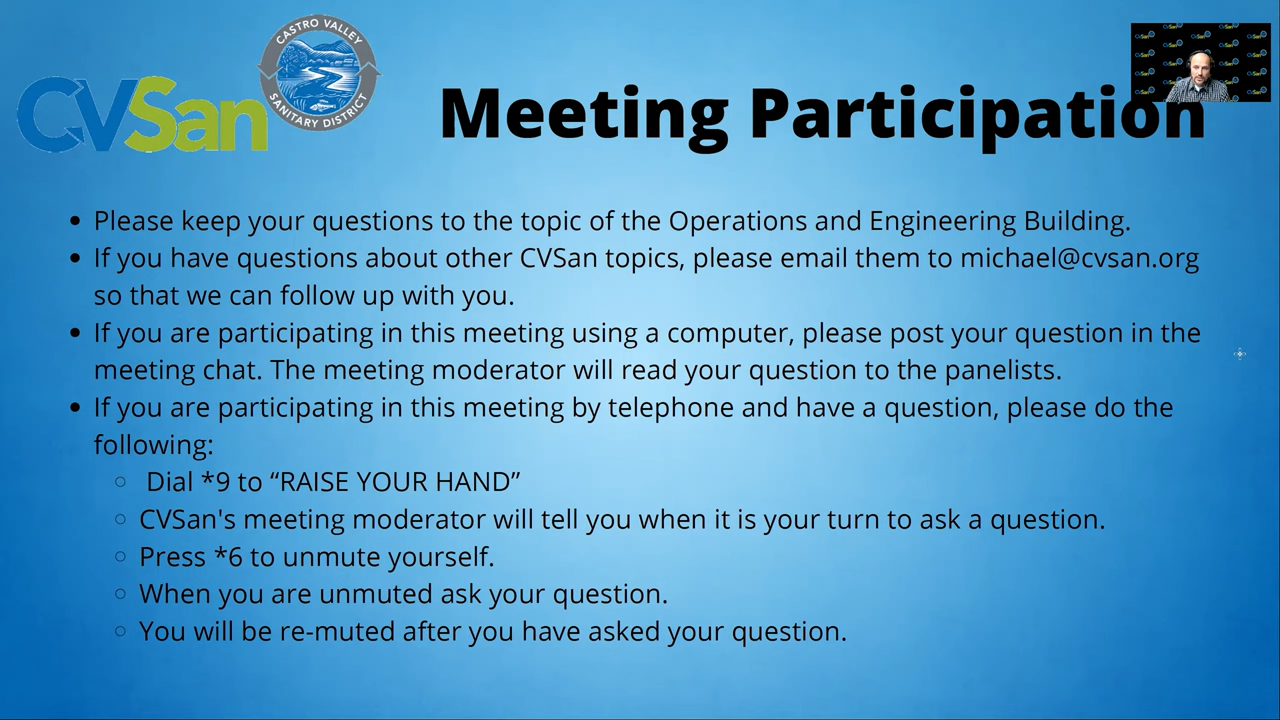 CASTRO VALLEY
SANITARY DISTRICT
CVSan
Meeting Participation
• Please keep your questions to the topic of the Operations and Engineering Building.
• If you have questions about other CVSan topics, please email them to michael@cvsan.org
so that we can follow up with you.
• If you are participating in this meeting using a computer, please post your question in the
meeting chat. The meeting moderator will read your question to the panelists.
• If you are participating in this meeting by telephone and have a question, please do the
following:
○ Dial *9 to “RAISE YOUR HAND”
○ CVSan's meeting moderator will tell you when it is your turn to ask a question.
○ Press *6 to unmute yourself.
○ When you are unmuted ask your question.
○ You will be re-muted after you have asked your question.